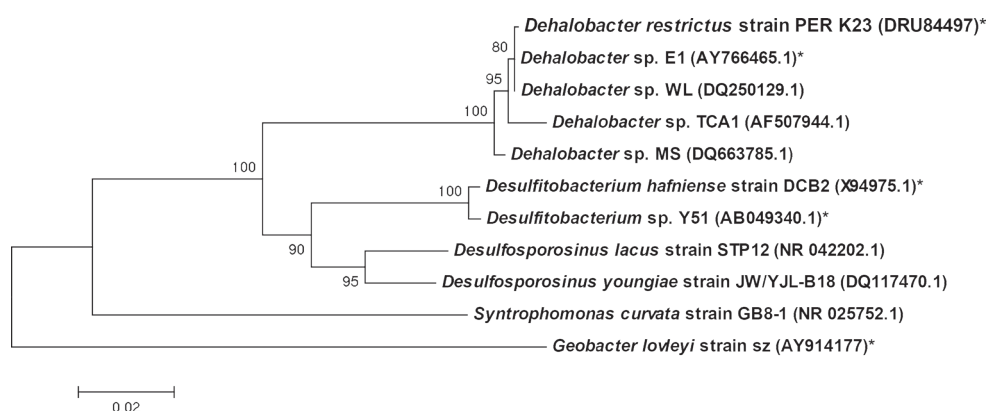 Dehalobacter restrictus strain PER K23 (DRU84497)*
80
Dehalobacter sp. E1 (AY766465.1)*
95
Dehalobacter sp. WL (DQ250129.1)
100
Dehalobacter sp. TCA1 (AF507944.1)
Dehalobacter sp. MS (DQ663785.1)
100
Desulfitobacterium hafniense strain DCB2 (X94975.1)*
100
Desulfitobacterium sp. Y51 (AB049340.1)*
90
Desulfosporosinus lacus strain STP12 (NR 042202.1)
95
Desulfosporosinus youngiae strain JW/YJL-B18 (DQ117470.1)
Syntrophomonas curvata strain GB8-1 (NR 025752.1)
Geobacter lovleyi strain sz (AY914177)*
0.02